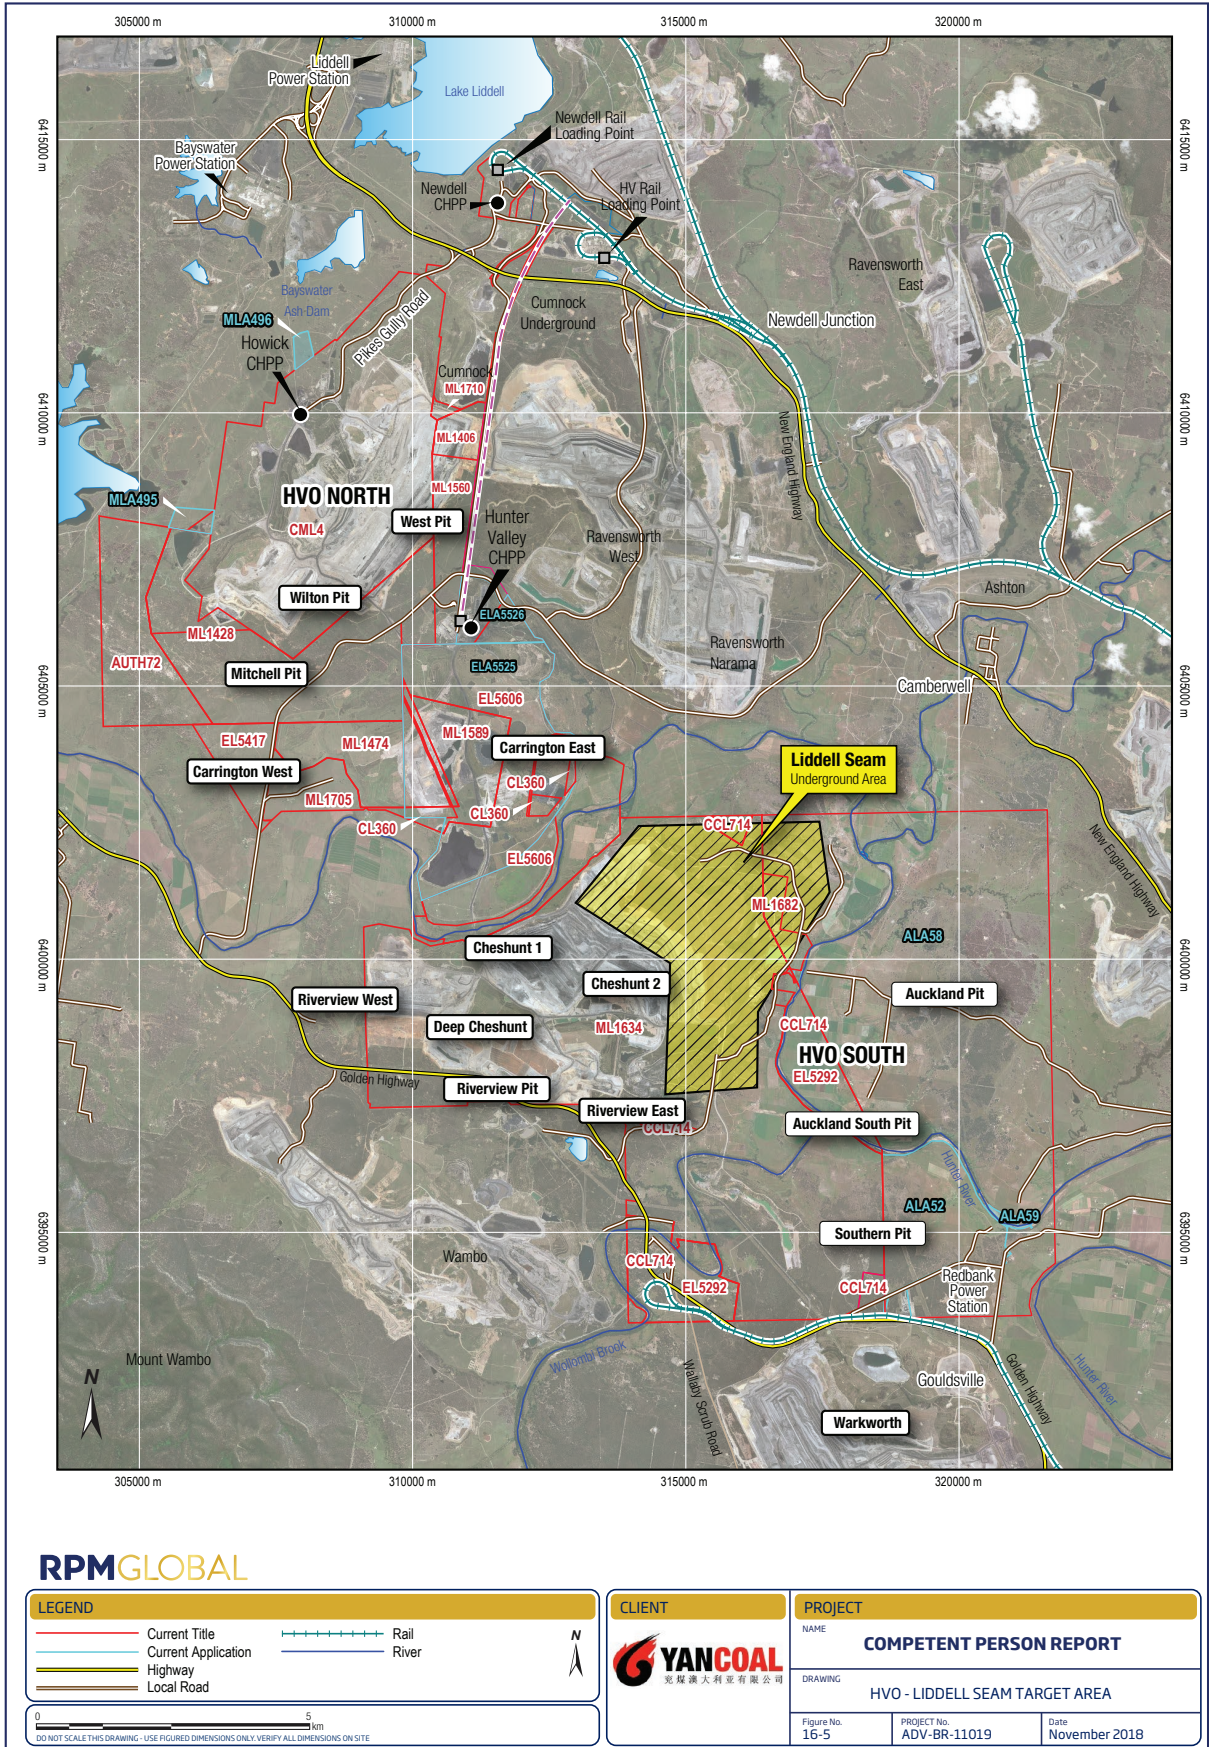 305000 m
310000 m
315000 m
320000 m
6415000 m
6410000 m
6405000 m
6400000 m
6395000 m
6415000 m
6410000 m
6405000 m
6400000 m
6395000 m
Liddell
Power Station
Lake Liddell
Newdell Rail
Loading Point
Bayswater
Power Station
Newdell
CHPP
HV Rail
Loading Point
Ravensworth
East
Bayswater
Ash Dam
MLA496
Howick
CHPP
Pikes Gully Road
Cumnock
Underground
Newdell Junction
Cumnock
ML1710
ML1406
New England Highway
ML1560
MLA495
HVO NORTH
CML4
West Pit
Hunter
Valley
CHPP
Ravensworth
West
Wilton Pit
Ashton
ELA5526
ML1428
Ravensworth
Narama
AUTH72
Mitchell Pit
ELA5525
Camberwell
EL5606
EL5417
ML1474
ML1589
Carrington East
Liddell Seam
Underground Area
Carrington West
CL360
ML1705
CL360
CL360
CCL714
EL5606
New England Highway
ML1682
ALA58
Cheshunt 1
Cheshunt 2
Auckland Pit
Riverview West
Deep Cheshunt
ML1634
CCL714
HVO SOUTH
EL5292
Golden Highway
Riverview Pit
Riverview East
CCL714
Auckland South Pit
Hunter River
ALA52
ALA59
Southern Pit
Wambo
CCL714
EL5292
CCL714
Redbank
Power
Station
Mount Wambo
Wollombi Brook
Wallaby Scrub Road
Gouldsville
Golden Highway
Hunter River
Warkworth
N
305000 m
310000 m
315000 m
320000 m
RPMGLOBAL
LEGEND
Current Title
Current Application
Highway
Local Road
Rail
River
N
0
5
km
DO NOT SCALE THIS DRAWING - USE FIGURED DIMENSIONS ONLY. VERIFY ALL DIMENSIONS ON SITE
CLIENT
YANCOAL
兖煤澳大利亚有限公司
PROJECT
NAME
COMPETENT PERSON REPORT
DRAWING
HVO - LIDDELL SEAM TARGET AREA
Figure No.
16-5
PROJECT No.
ADV-BR-11019
Date
November 2018